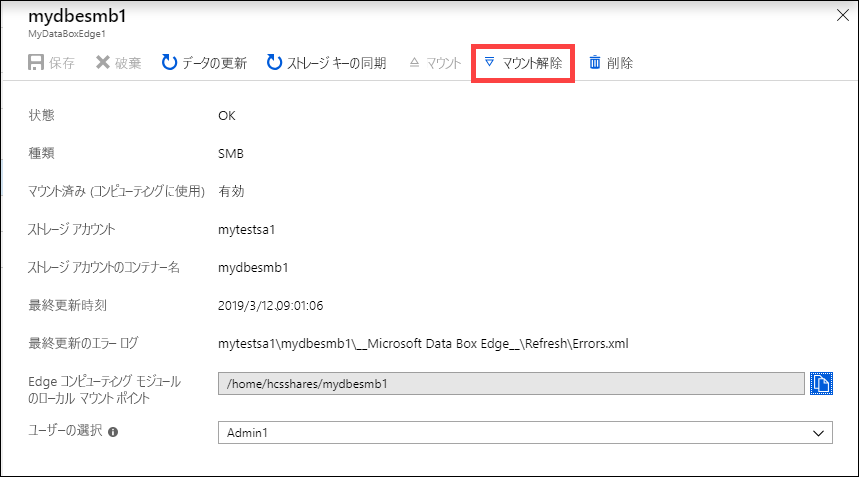 mydbesmb1
MyDataBoxEdge1
保存 破棄 データの更新 ストレージ キーの同期 マウント マウント解除 削除
状態 OK
種類 SMB
マウント済み (コンピューティングに使用) 有効
ストレージ アカウント mytestsa1
ストレージ アカウントのコンテナー名 mydbesmb1
最終更新時刻 2019/3/12.09:01:06
最終更新のエラー ログ mytestsa1\mydbesmb1\__Microsoft Data Box Edge__\Refresh\Errors.xml
Edge コンピューティング モジュール
のローカル マウント ポイント /home/hcsshares/mydbesmb1
ユーザーの選択 Admin1